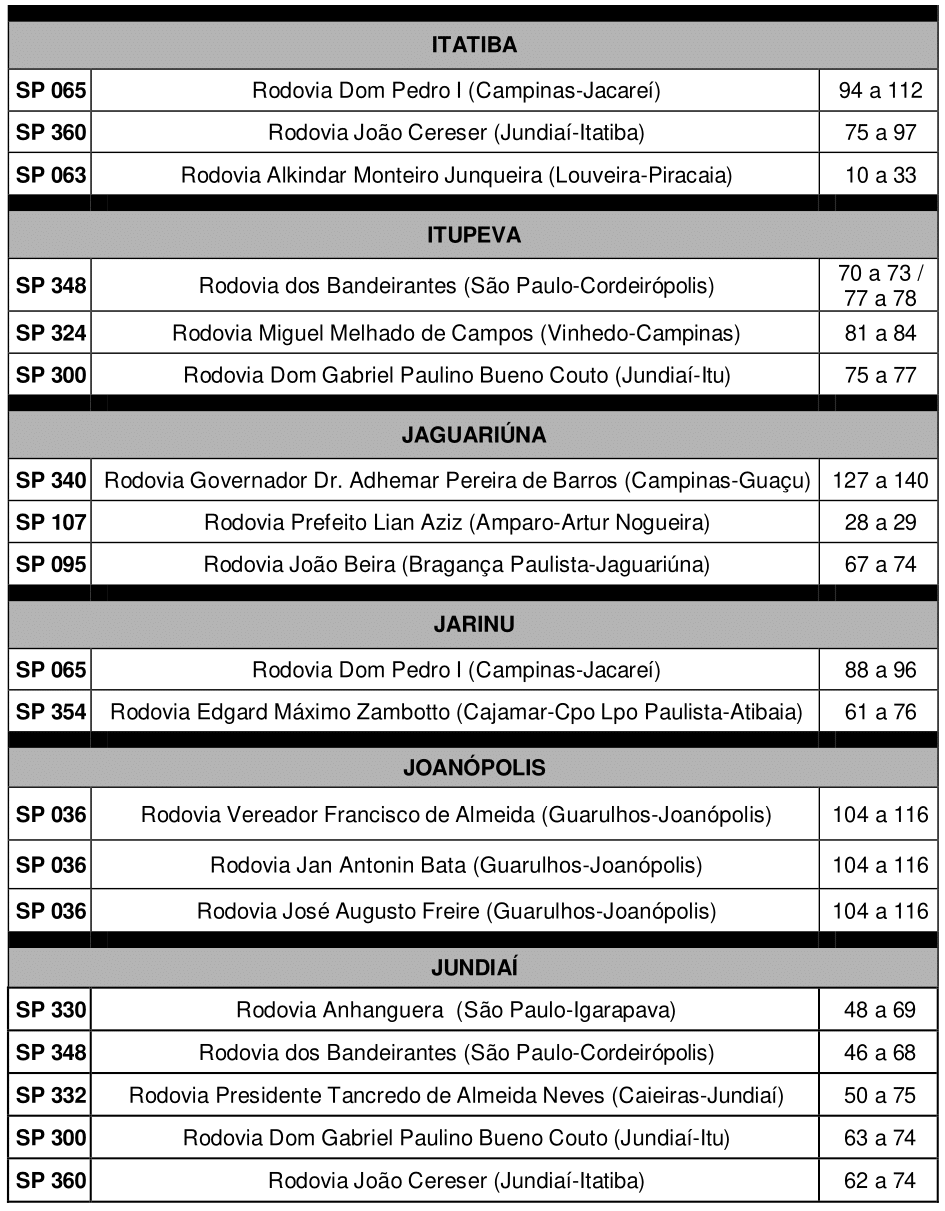 ITATIBA
SP 065 Rodovia Dom Pedro I (Campinas-Jacareí) 94 a 112
SP 360 Rodovia João Cereser (Jundiaí-Itatiba) 75 a 97
SP 063 Rodovia Alkindar Monteiro Junqueira (Louveira-Piracaia) 10 a 33
ITUPEVA
SP 348 Rodovia dos Bandeirantes (São Paulo-Cordeirópolis) 70 a 73 /
77 a 78
SP 324 Rodovia Miguel Melhado de Campos (Vinhedo-Campinas) 81 a 84
SP 300 Rodovia Dom Gabriel Paulino Bueno Couto (Jundiaí-Itu) 75 a 77
JAGUARIÚNA
SP 340 Rodovia Governador Dr. Adhemar Pereira de Barros (Campinas-Guaçu) 127 a 140
SP 107 Rodovia Prefeito Lian Aziz (Amparo-Artur Nogueira) 28 a 29
SP 095 Rodovia João Beira (Bragança Paulista-Jaguariúna) 67 a 74
JARINU
SP 065 Rodovia Dom Pedro I (Campinas-Jacareí) 88 a 96
SP 354 Rodovia Edgard Máximo Zambotto (Cajamar-Cpo Lpo Paulista-Atibaia) 61 a 76
JOANÓPOLIS
SP 036 Rodovia Vereador Francisco de Almeida (Guarulhos-Joanópolis) 104 a 116
SP 036 Rodovia Jan Antonin Bata (Guarulhos-Joanópolis) 104 a 116
SP 036 Rodovia José Augusto Freire (Guarulhos-Joanópolis) 104 a 116
JUNDIAÍ
SP 330 Rodovia Anhanguera (São Paulo-Igarapava) 48 a 69
SP 348 Rodovia dos Bandeirantes (São Paulo-Cordeirópolis) 46 a 68
SP 332 Rodovia Presidente Tancredo de Almeida Neves (Caieiras-Jundiaí) 50 a 75
SP 300 Rodovia Dom Gabriel Paulino Bueno Couto (Jundiaí-Itu) 63 a 74
SP 360 Rodovia João Cereser (Jundiaí-Itatiba) 62 a 74